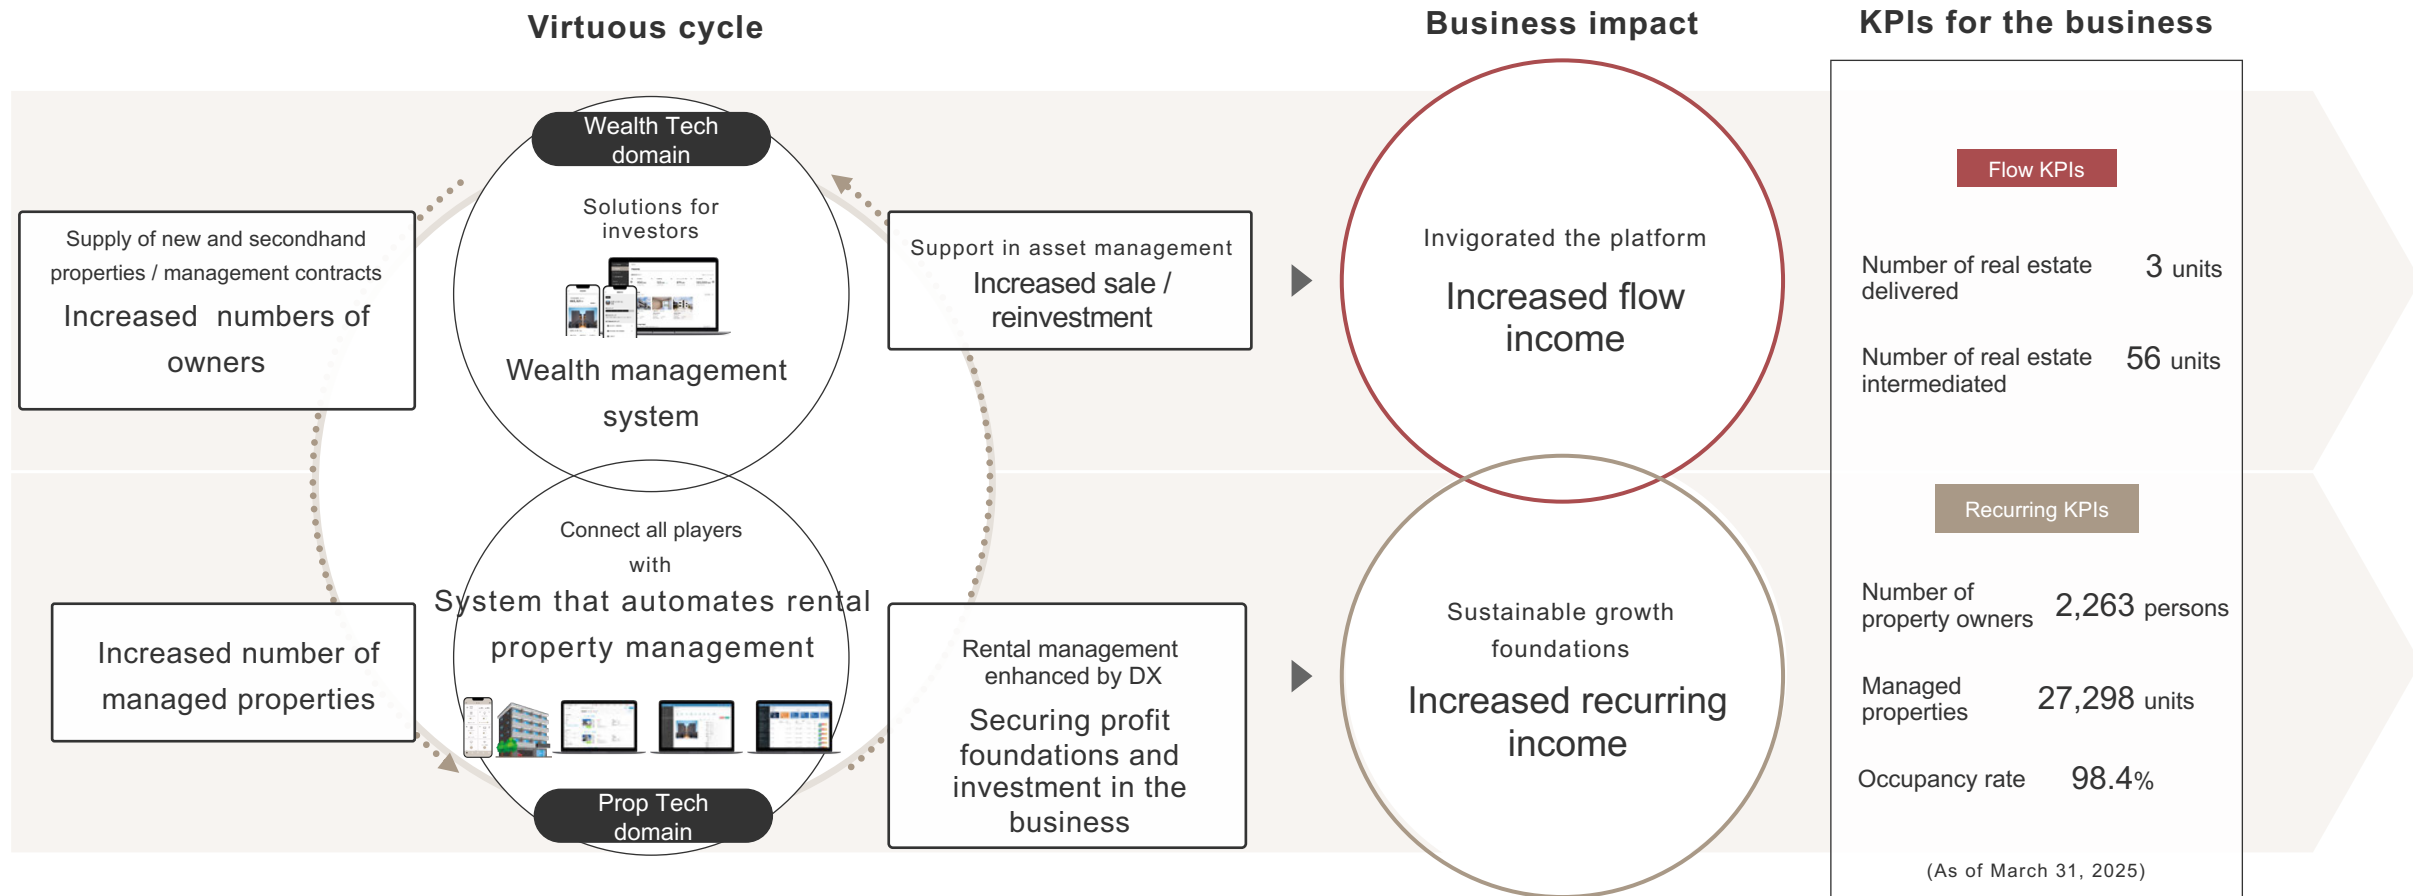 Virtuous cycle
Business impact
KPIs for the business
Wealth Tech
domain
Solutions for
investors
Wealth management
system
Supply of new and secondhand
properties / management contracts
Increased numbers of
owners
Support in asset management
Increased sale /
reinvestment
Connect all players
with
System that automates rental
property management
Prop Tech
domain
Increased number of
managed properties
Rental management
enhanced by DX
Securing profit
foundations and
investment in the
business
Invigorated the platform
Increased flow
income
Sustainable growth
foundations
Increased recurring
income
Flow KPIs
Number of real estate
delivered
3 units
Number of real estate
intermediated
56 units
Recurring KPIs
Number of
property owners
2,263 persons
Managed
properties
27,298 units
Occupancy rate
98.4%
(As of March 31, 2025)